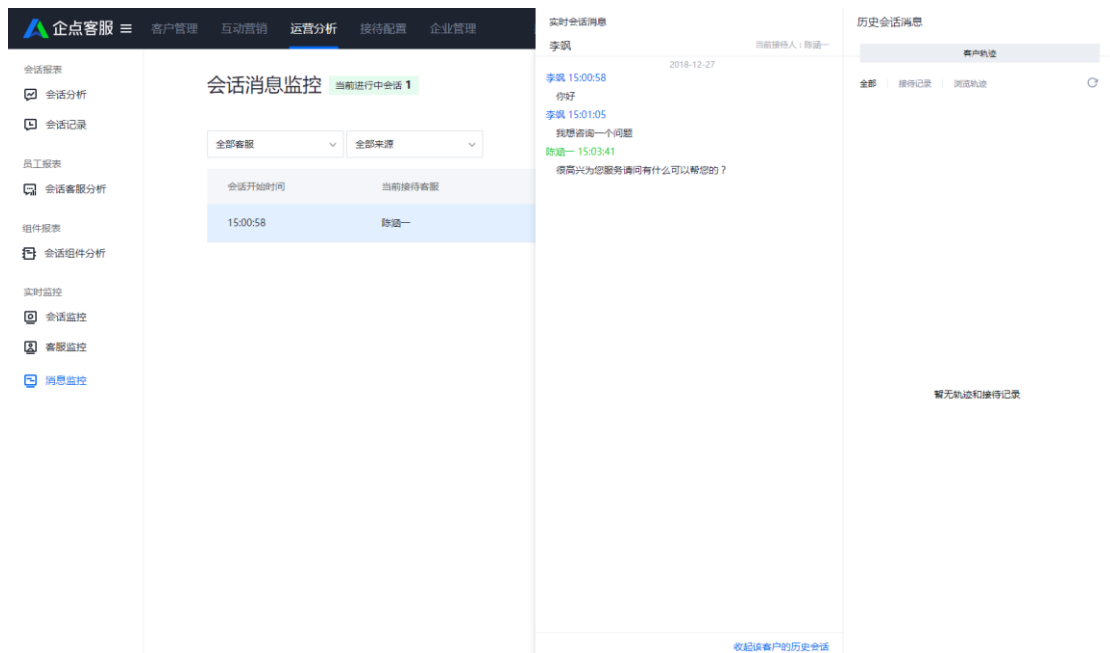 企点客服
客户管理 互动营销 运营分析 接待配置 企业管理
会话报表
会话分析
会话记录
员工报表
会话客服分析
组件报表
会话组件分析
实时监控
会话监控
客服监控
消息监控
会话消息监控 当前进行中会话 1
全部客服 全部来源
会话开始时间 当前接待客服
15:00:58 陈涵一
实时会话消息
李飒 当前接待人：陈涵一
2018-12-27
李飒 15:00:58
你好
李飒 15:01:05
我想咨询一个问题
陈涵一 15:03:41
很高兴为您服务请问有什么可以帮您的？
收起该客户的历史会话
历史会话消息
客户轨迹
全部 接待记录 浏览轨迹
暂无轨迹和接待记录